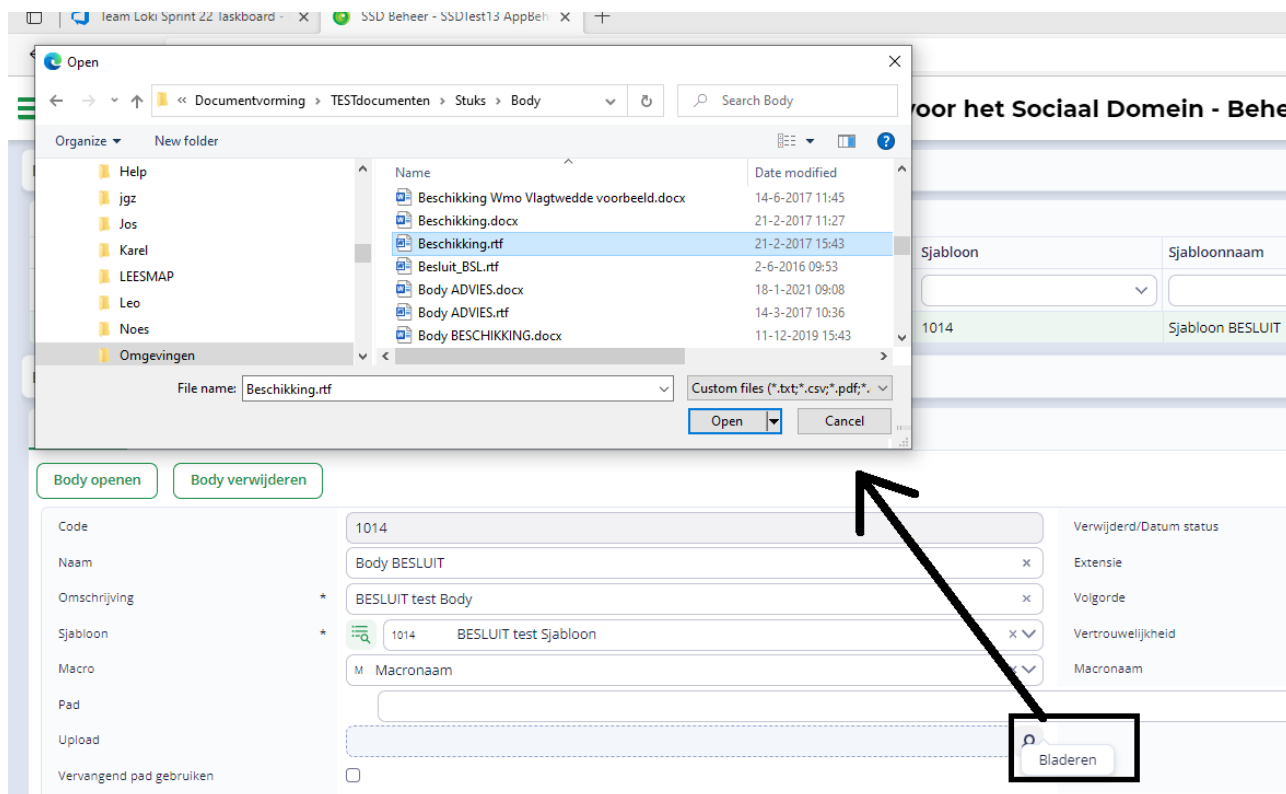 Team Loki Sprint 22 Taskboard -
SSD Beheer - SSDTest13 AppBeh
Open
« Documentvorming › TESTdocumenten › Stuks › Body
Search Body
voor het Sociaal Domein - Behe
Organize
New folder
Help
jgz
Jos
Karel
LEESMAP
Leo
Noes
Omgevingen
Name Date modified
Beschikking Wmo Vlagtwedde voorbeeld.docx 14-6-2017 11:45
Beschikking.docx 21-2-2017 11:27
Beschikking.rtf 21-2-2017 15:43
Besluit_BSL.rtf 2-6-2016 09:53
Body ADVIES.docx 18-1-2021 09:08
Body ADVIES.rtf 14-3-2017 10:36
Body BESCHIKKING.docx 11-12-2019 15:43
File name: Beschikking.rtf
Custom files (*.txt;*.csv;*.pdf;*.
Open
Cancel
Sjabloon Sjabloonnaam
1014 Sjabloon BESLUIT
Body openen
Body verwijderen
Code 1014 Verwijderd/Datum status
Naam Body BESLUIT Extensie
Omschrijving * BESLUIT test Body Volgorde
Sjabloon * 1014 BESLUIT test Sjabloon Vertrouwelijkheid
Macro M Macronaam Macronaam
Pad
Upload
Bladeren
Vervangend pad gebruiken